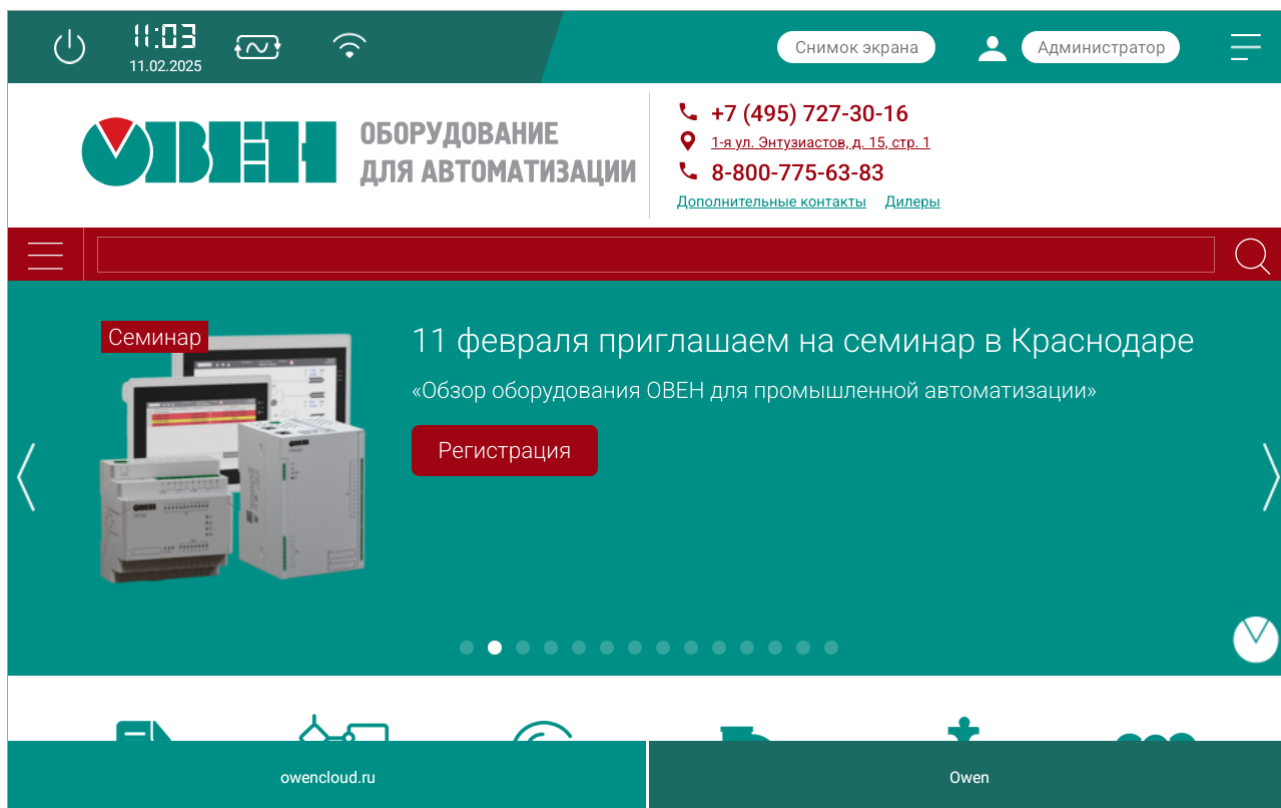 11:03
11.02.2025
Снимок экрана
Администратор
ОВЕН
ОБОРУДОВАНИЕ
ДЛЯ АВТОМАТИЗАЦИИ
+7 (495) 727-30-16
1-я ул. Энтузиастов, д. 15, стр. 1
8-800-775-63-83
Дополнительные контакты Дилеры
Семинар
11 февраля приглашаем на семинар в Краснодаре
«Обзор оборудования ОВЕН для промышленной автоматизации»
Регистрация
ОВЕН
ОВЕН
owencloud.ru
Owen